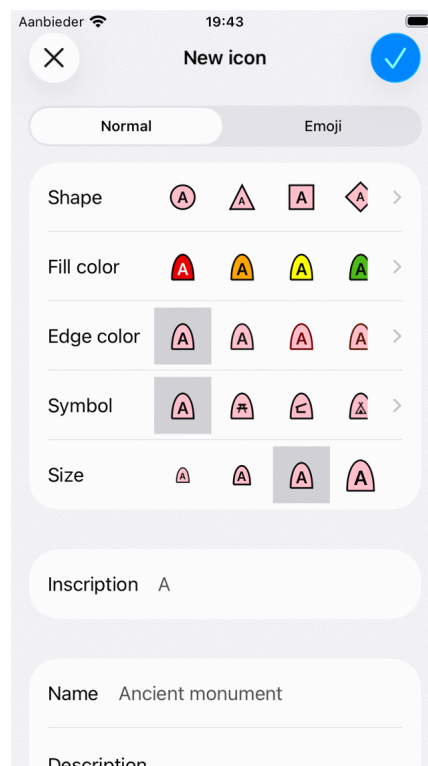 Aanbieder 19:43
New icon
Normal Emoji
Shape A A A A
Fill color A A A A
Edge color A A A A
Symbol A
Size A A A A
Inscription A
Name Ancient monument
Description